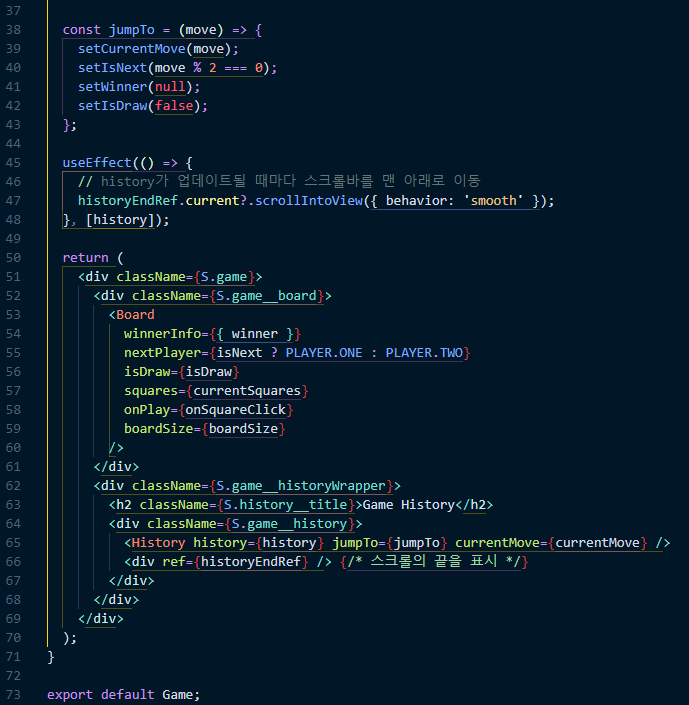 37
38 const jumpTo = (move) => {
39 setCurrentMove(move);
40 setIsNext(move % 2 === 0);
41 setWinner(null);
42 setIsDraw(false);
43 };
44
45 useEffect(() => {
46 // history가 업데이트될 때마다 스크롤바를 맨 아래로 이동
47 historyEndRef.current?.scrollIntoView({ behavior: 'smooth' });
48 }, [history]);
49
50 return (
51 <div className={S.game}>
52 <div className={S.game__board}>
53 <Board
54 winnerInfo={{ winner }}
55 nextPlayer={isNext ? PLAYER.ONE : PLAYER.TWO}
56 isDraw={isDraw}
57 squares={currentSquares}
58 onPlay={onSquareClick}
59 boardSize={boardSize}
60 />
61 </div>
62 <div className={S.game__historyWrapper}>
63 <h2 className={S.history__title}>Game History</h2>
64 <div className={S.game__history}>
65 <History history={history} jumpTo={jumpTo} currentMove={currentMove} />
66 <div ref={historyEndRef} /> {/* 스크롤의 끝을 표시 */}
67 </div>
68 </div>
69 </div>
70 );
71 }
72
73 export default Game;